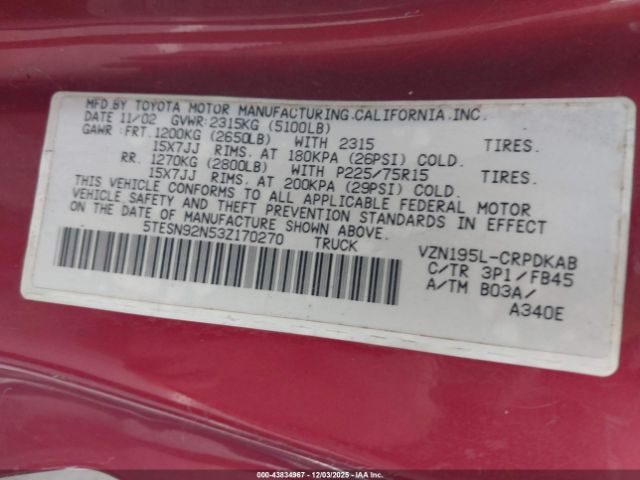 MFD.BY TOYOTA MOTOR MANUFACTURING.CALIFORNIA.INC.
DATE 11/02 GVWR:2315KG (5100LB)
GAWR :FRT.1200KG (2650LB) WITH 2315 TIRES.
15X7JJ RIMS. AT 180KPA (26PSI) COLD.
RR. 1270KG (2800LB) WITH P225/75R15 TIRES.
15X7JJ RIMS. AT 200KPA (29PSI) COLD.
THIS VEHICLE CONFORMS TO ALL APPLICABLE FEDERAL MOTOR
VEHICLE SAFETY AND THEFT PREVENTION STANDARDS IN EFFECT
ON THE DATE OF MANUFACTURE SHOWN ABOVE.
5TESN92N53Z170270 TRUCK
VZN195L-CRPDKAB
C/TR 3P1/FB45
A/TM B03A/
A340E
000-43834967 - 12/03/2025 - IAAI.com